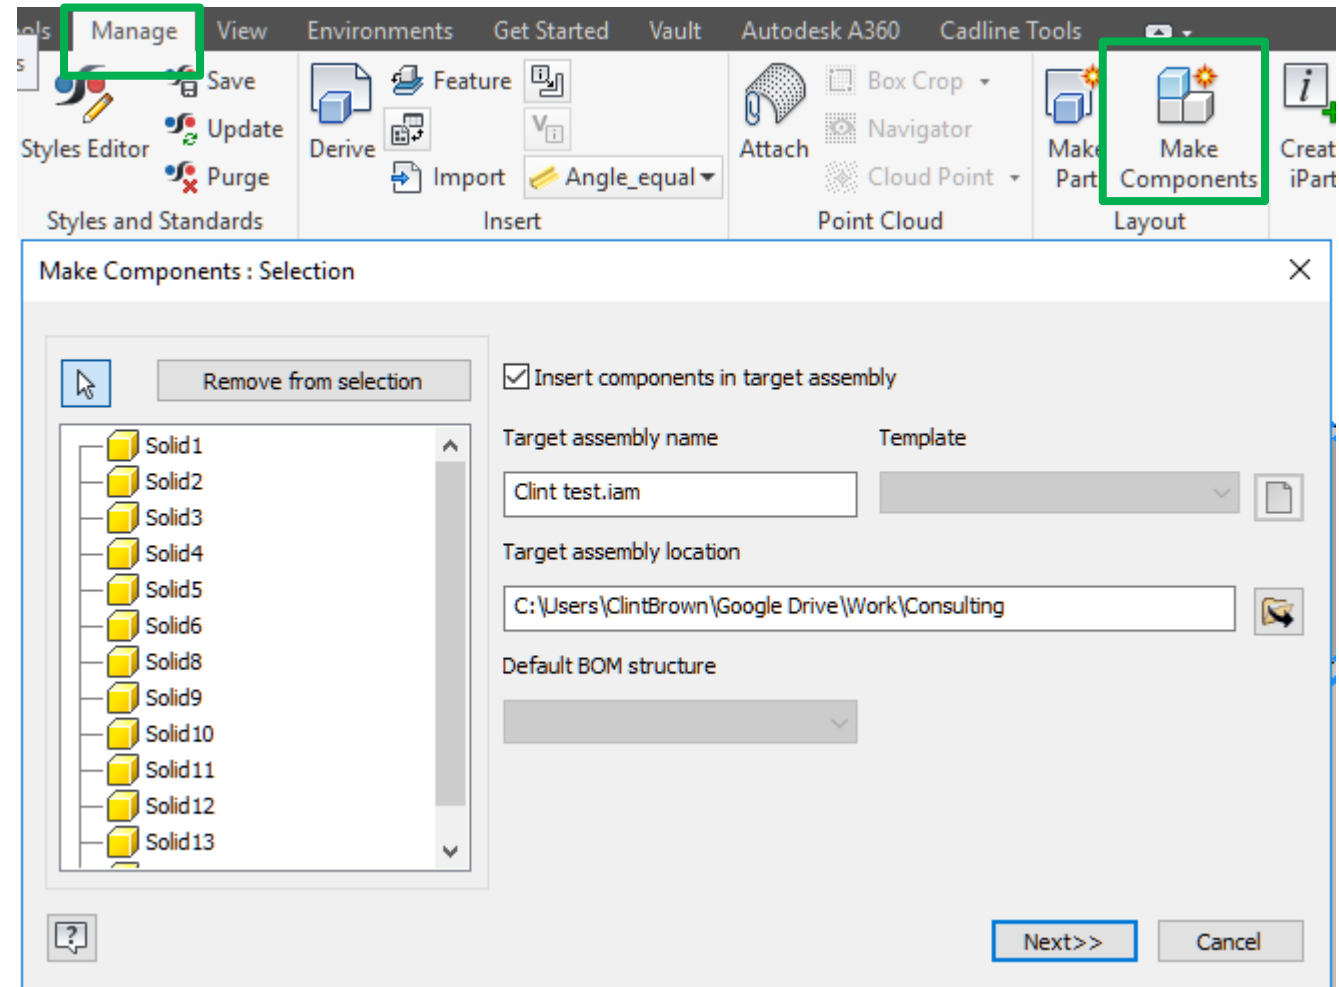 ols Manage View Environments Get Started Vault Autodesk A360 Cadline Tools
s
Save Feature Box Crop
Styles Editor Update Derive Attach Navigator Make Part Make Components Creat iPart
Purge Import Angle_equal Cloud Point
Styles and Standards Insert Point Cloud Layout
Make Components : Selection
Remove from selection
Insert components in target assembly
Solid1
Solid2
Solid3
Solid4
Solid5
Solid6
Solid8
Solid9
Solid10
Solid11
Solid12
Solid13
Target assembly name Template
Clint test.iam
Target assembly location
C:\Users\ClintBrown\Google Drive\Work\Consulting
Default BOM structure
Next>> Cancel